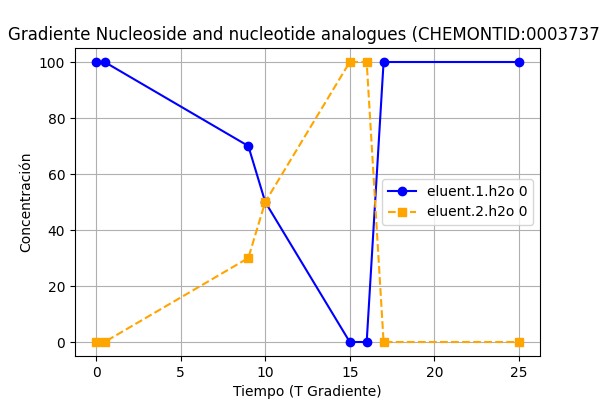 Gradiente Nucleoside and nucleotide analogues (CHEMONTID:0003737
100
80
60
40
20
0
Concentración
eluent.1.h2o 0
eluent.2.h2o 0
0 5 10 15 20 25
Tiempo (T Gradiente)